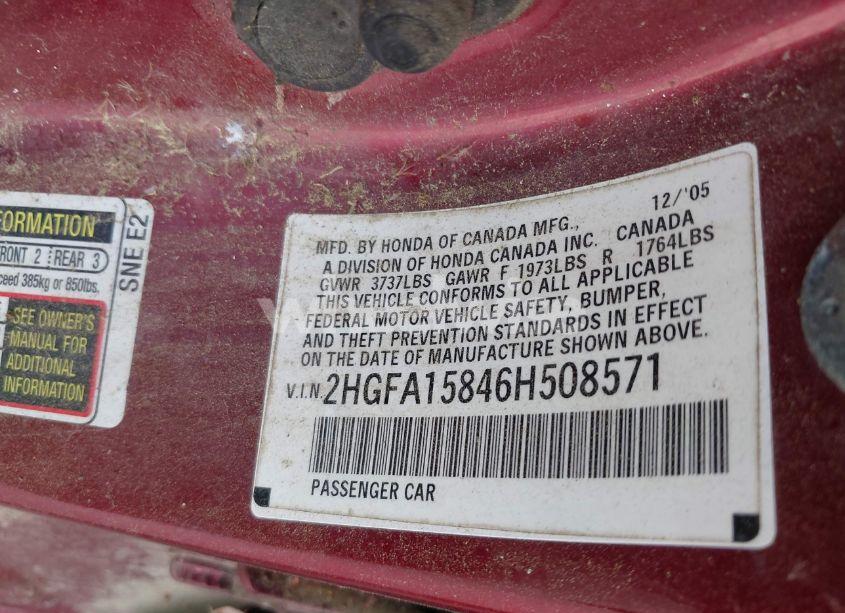 FORMATION
FRONT 2 REAR 3
ceed 385kg or 850lbs.
SEE OWNER'S
MANUAL FOR
ADDITIONAL
INFORMATION
SNE E2
12/'05
MFD. BY HONDA OF CANADA MFG.,
A DIVISION OF HONDA CANADA INC. CANADA
GVWR 3737LBS GAWR F 1973LBS R 1764LBS
THIS VEHICLE CONFORMS TO ALL APPLICABLE
FEDERAL MOTOR VEHICLE SAFETY, BUMPER,
AND THEFT PREVENTION STANDARDS IN EFFECT
ON THE DATE OF MANUFACTURE SHOWN ABOVE.
V.I.N. 2HGFA15846H508571
PASSENGER CAR